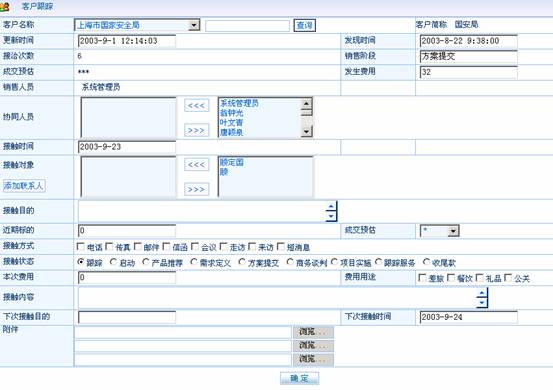 客户跟踪
客户名称 上海市国家安全局 查询 客户简称 国安局
更新时间 2003-9-1 12:14:03 发现时间 2003-8-22 9:38:00
接洽次数 6 销售阶段 方案提交
成交预估 *** 发生费用 32
销售人员 系统管理员
协同人员 <<< 系统管理员
翁钟光
叶文青
>>> 唐颖泉
接触时间 2003-9-23
接触对象 <<< 顾定国
顾
添加联系人 >>>
接触目的
近期标的 0 成交预估 *
接触方式 电话 传真 邮件 信函 会议 走访 来访 短消息
接触状态 跟踪 启动 产品推荐 需求定义 方案提交 商务谈判 项目实施 跟踪服务 收尾款
本次费用 0 费用用途 差旅 餐饮 礼品 公关
接触内容
下次接触目的 下次接触时间 2003-9-24
附件 浏览...
浏览...
浏览...
确定